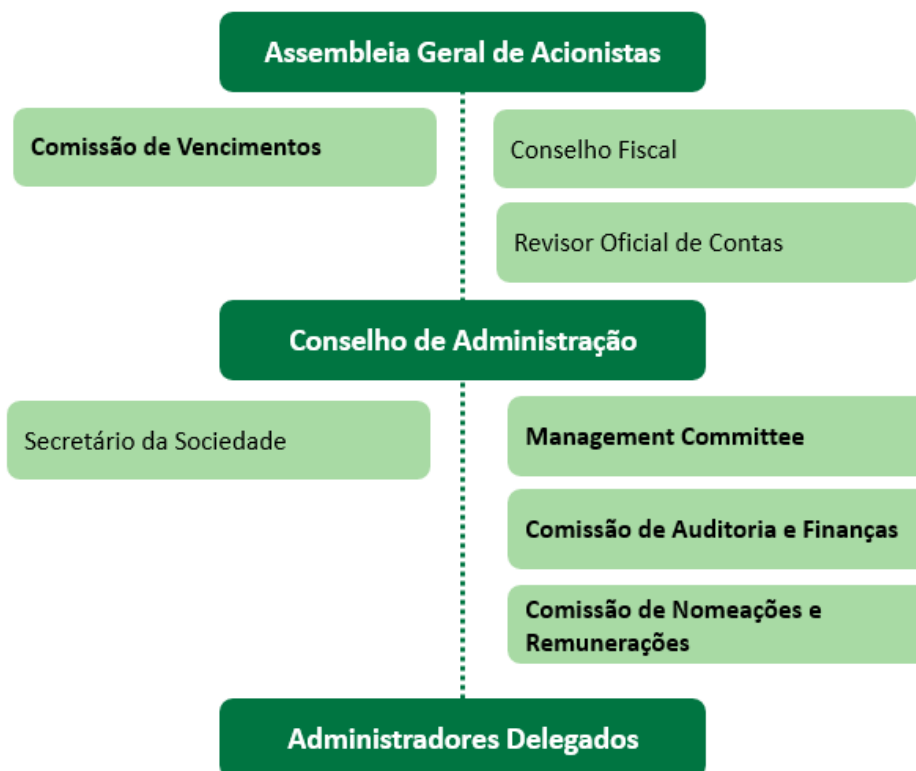 Assembleia Geral de Acionistas
Comissão de Vencimentos
Conselho Fiscal
Revisor Oficial de Contas
Conselho de Administração
Secretário da Sociedade
Management Committee
Comissão de Auditoria e Finanças
Comissão de Nomeações e
Remunerações
Administradores Delegados